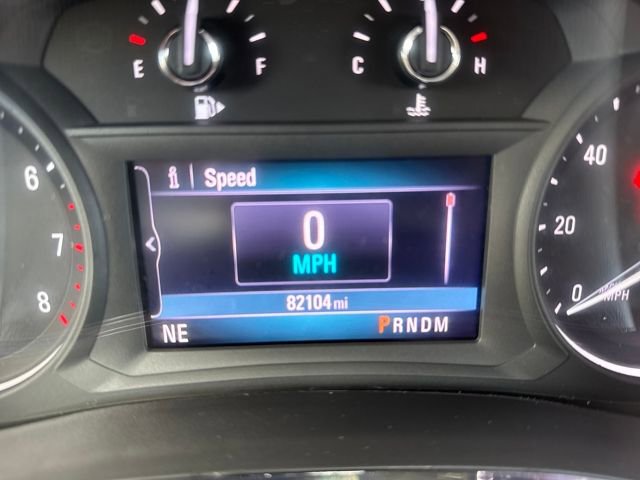 E F C H
i Speed
6 7 8
0
MPH
82104 mi
NE PRNDM
40
20
0
MPH